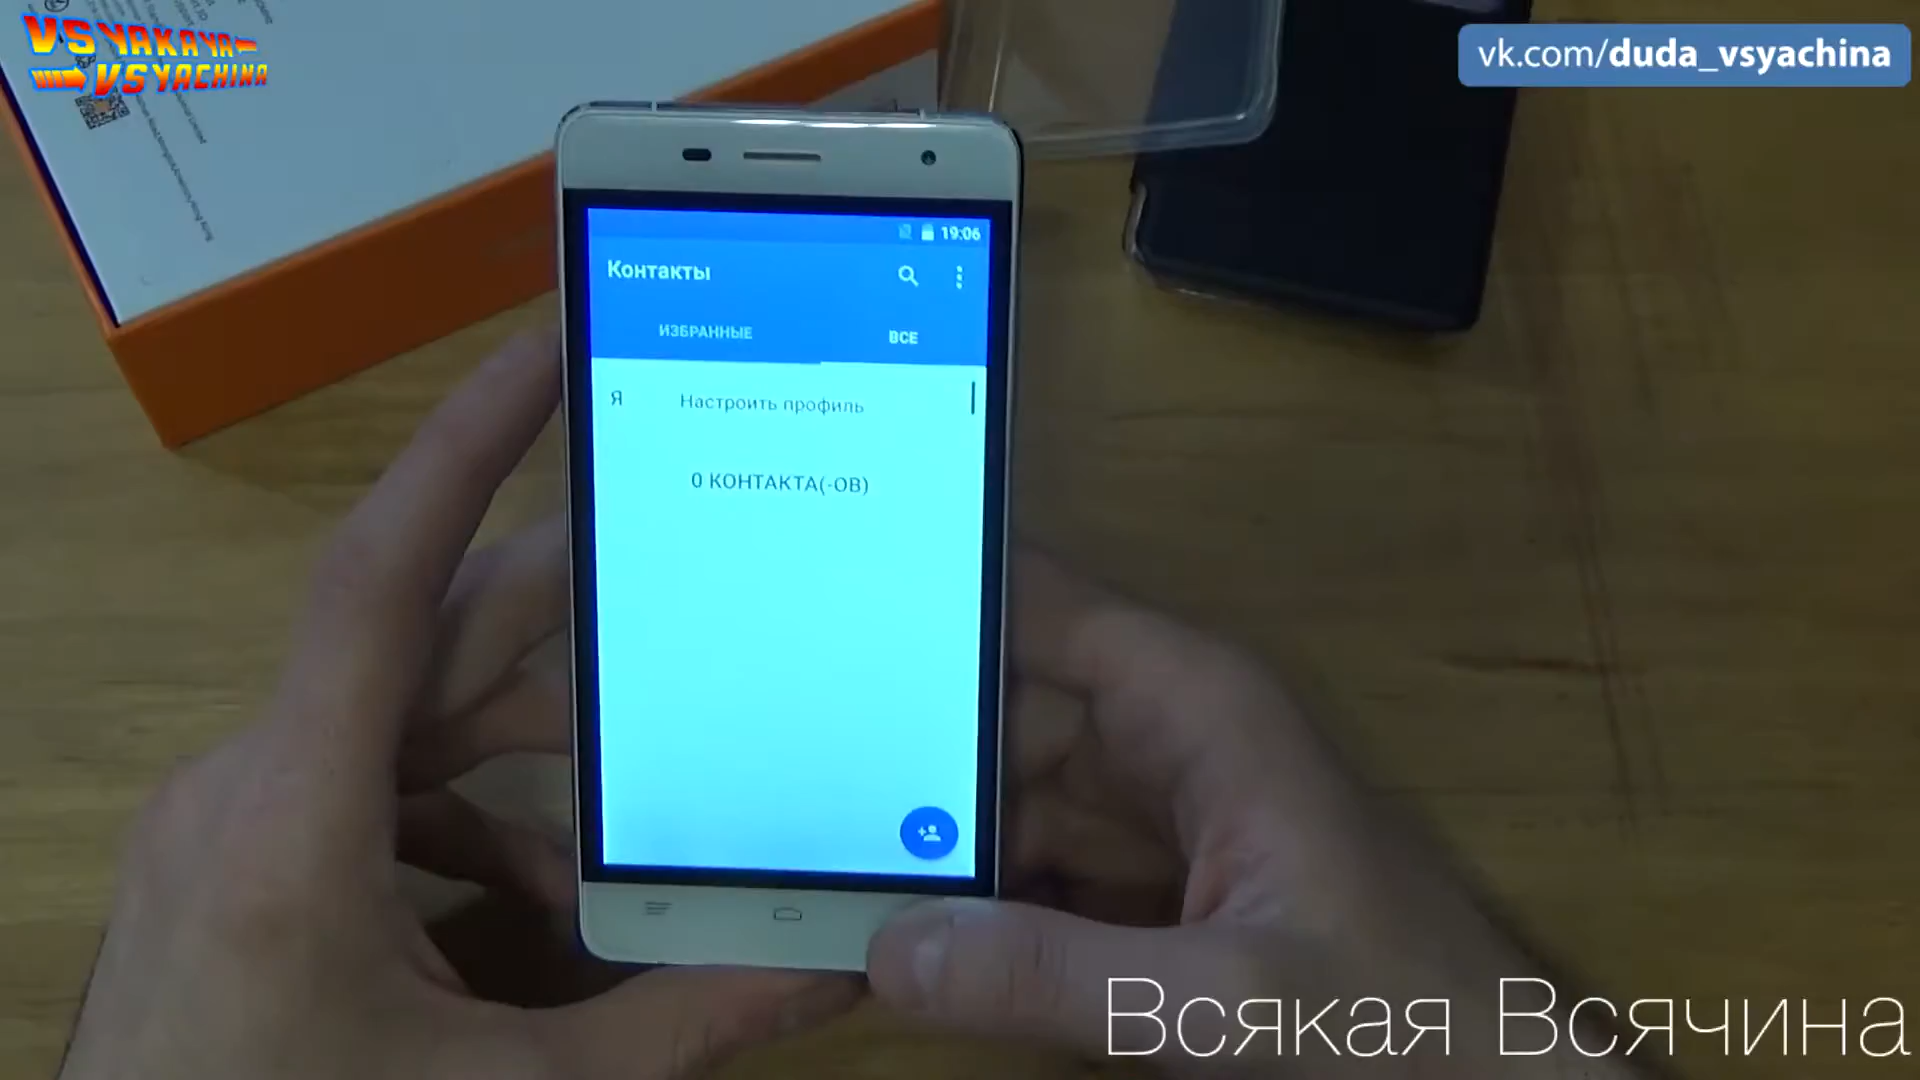 VSYAKAYA
VSYACHINA
vk.com/duda_vsyachina
19:06
Контакты
ИЗБРАННЫЕ
ВСЕ
Я
Настроить профиль
0 КОНТАКТА(-ОВ)
Всякая Всячина